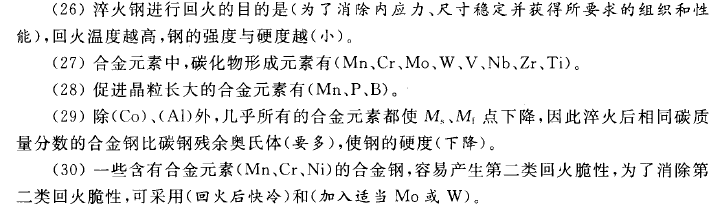 (26) 淬火钢进行回火的目的是(为了消除内应力、尺寸稳定并获得所要求的组织和性
能),回火温度越高,钢的强度与硬度越(小)。
(27) 合金元素中,碳化物形成元素有(Mn、Cr、Mo、W、V、Nb、Zr、Ti)。
(28) 促进晶粒长大的合金元素有(Mn、P、B)。
(29) 除(Co)、(Al)外,几乎所有的合金元素都使 Ms、Mf 点下降,因此淬火后相同碳质
量分数的合金钢比碳钢残余奥氏体(要多),使钢的硬度(下降)。
(30) 一些含有合金元素(Mn、Cr、Ni)的合金钢,容易产生第二类回火脆性,为了消除第
二类回火脆性,可采用(回火后快冷)和(加入适当 Mo 或 W)。